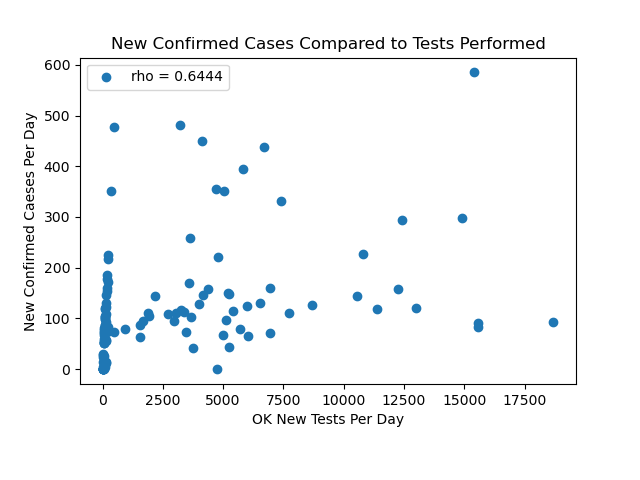 New Confirmed Cases Compared to Tests Performed
rho = 0.6444
600
500
400
300
200
100
0
New Confirmed Caeses Per Day
0 2500 5000 7500 10000 12500 15000 17500
OK New Tests Per Day